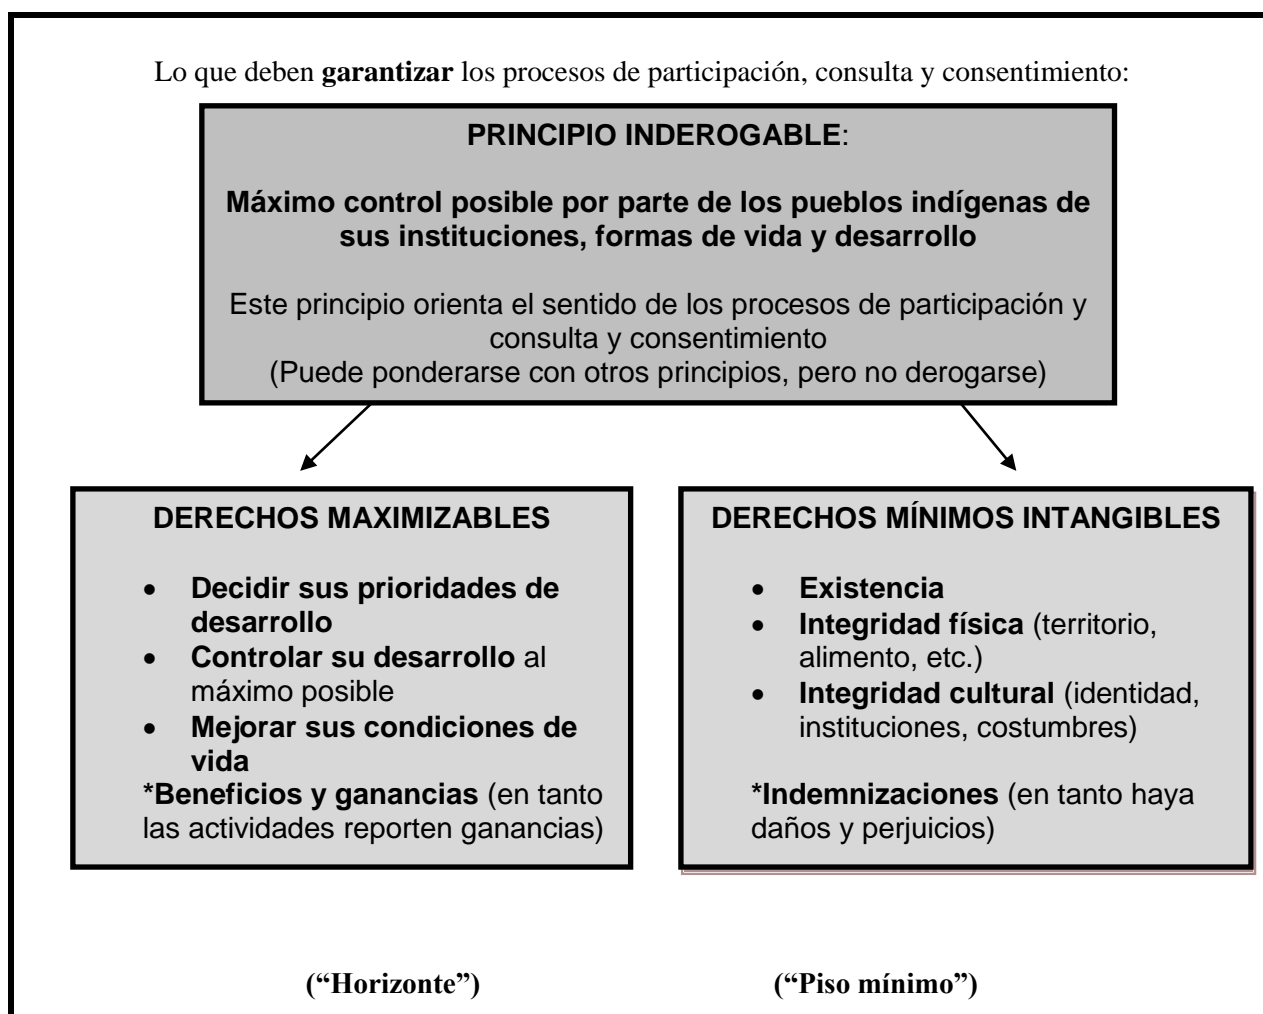 Lo que deben garantizar los procesos de participación, consulta y consentimiento:
PRINCIPIO INDEROGABLE:
Máximo control posible por parte de los pueblos indígenas de
sus instituciones, formas de vida y desarrollo
Este principio orienta el sentido de los procesos de participación y
consulta y consentimiento
(Puede ponderarse con otros principios, pero no derogarse)
DERECHOS MAXIMIZABLES
• Decidir sus prioridades de
desarrollo
• Controlar su desarrollo al
máximo posible
• Mejorar sus condiciones de
vida
*Beneficios y ganancias (en tanto
las actividades reporten ganancias)
DERECHOS MÍNIMOS INTANGIBLES
• Existencia
• Integridad física (territorio,
alimento, etc.)
• Integridad cultural (identidad,
instituciones, costumbres)
*Indemnizaciones (en tanto haya
daños y perjuicios)
(“Horizonte”)
(“Piso mínimo”)